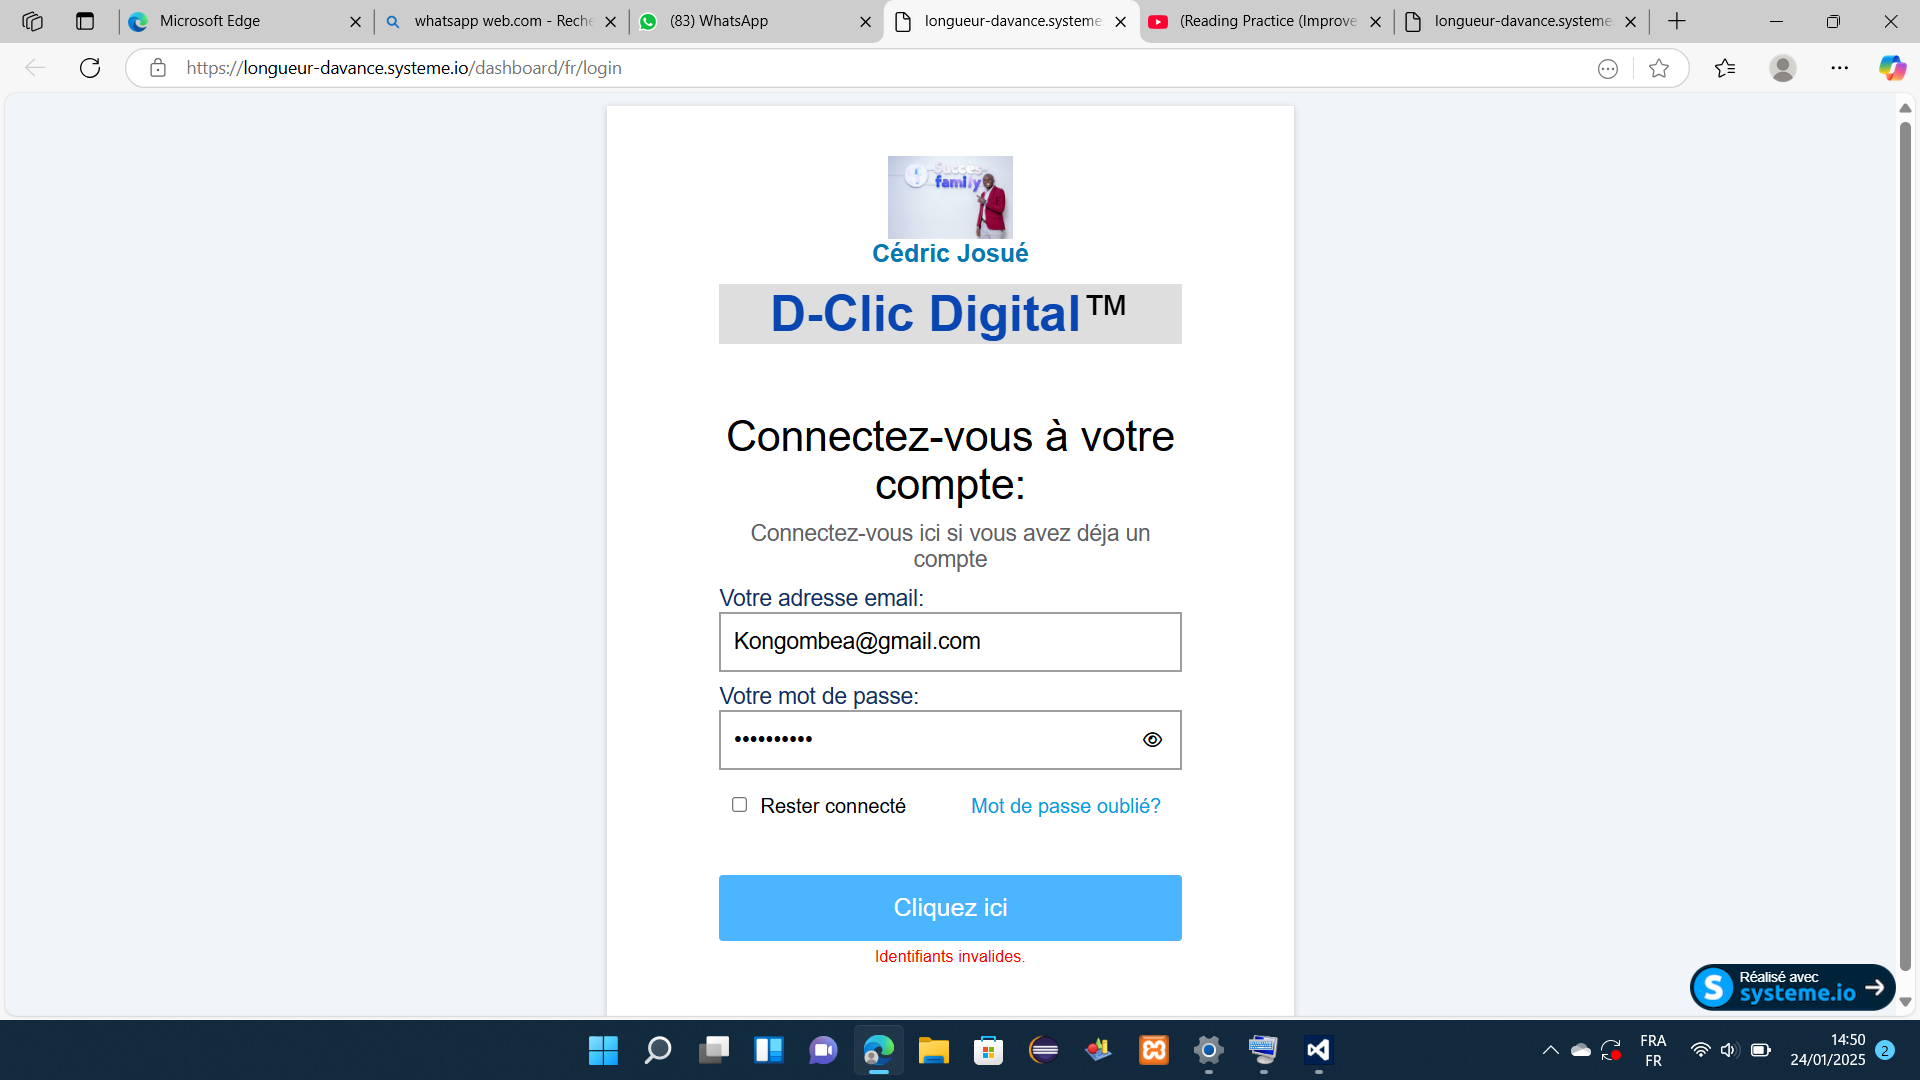 Microsoft Edge
whatsapp web.com - Reche
(83) WhatsApp
longueur-davance.systeme.
(Reading Practice (Improve
longueur-davance.systeme.
https://longueur-davance.systeme.io/dashboard/fr/login
Succès
family
Cédric Josué
D-Clic Digital™
Connectez-vous à votre
compte:
Connectez-vous ici si vous avez déja un
compte
Votre adresse email:
Kongombea@gmail.com
Votre mot de passe:
••••••••••
Rester connecté
Mot de passe oublié?
Cliquez ici
Identifiants invalides.
S
Réalisé avec
systeme.io
FRA
FR
14:50
24/01/2025
2